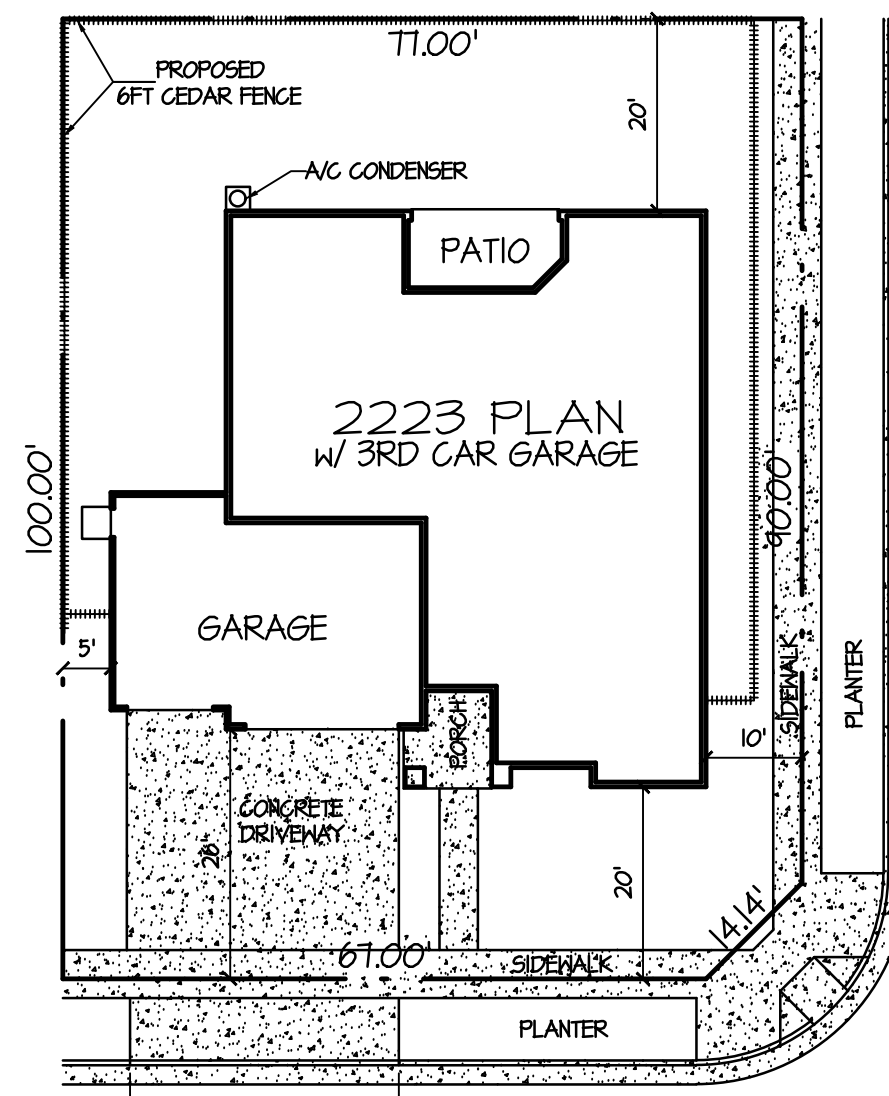 77.00'
PROPOSED
6FT CEDAR FENCE
20'
A/C CONDENSER
PATIO
2223 PLAN
w/ 3RD CAR GARAGE
100.00'
90.00'
GARAGE
5'
SIDEWALK
PLANTER
PORCH
10'
CONCRETE
DRIVEWAY
26'
20'
14.14'
67.00'
SIDEWALK
PLANTER